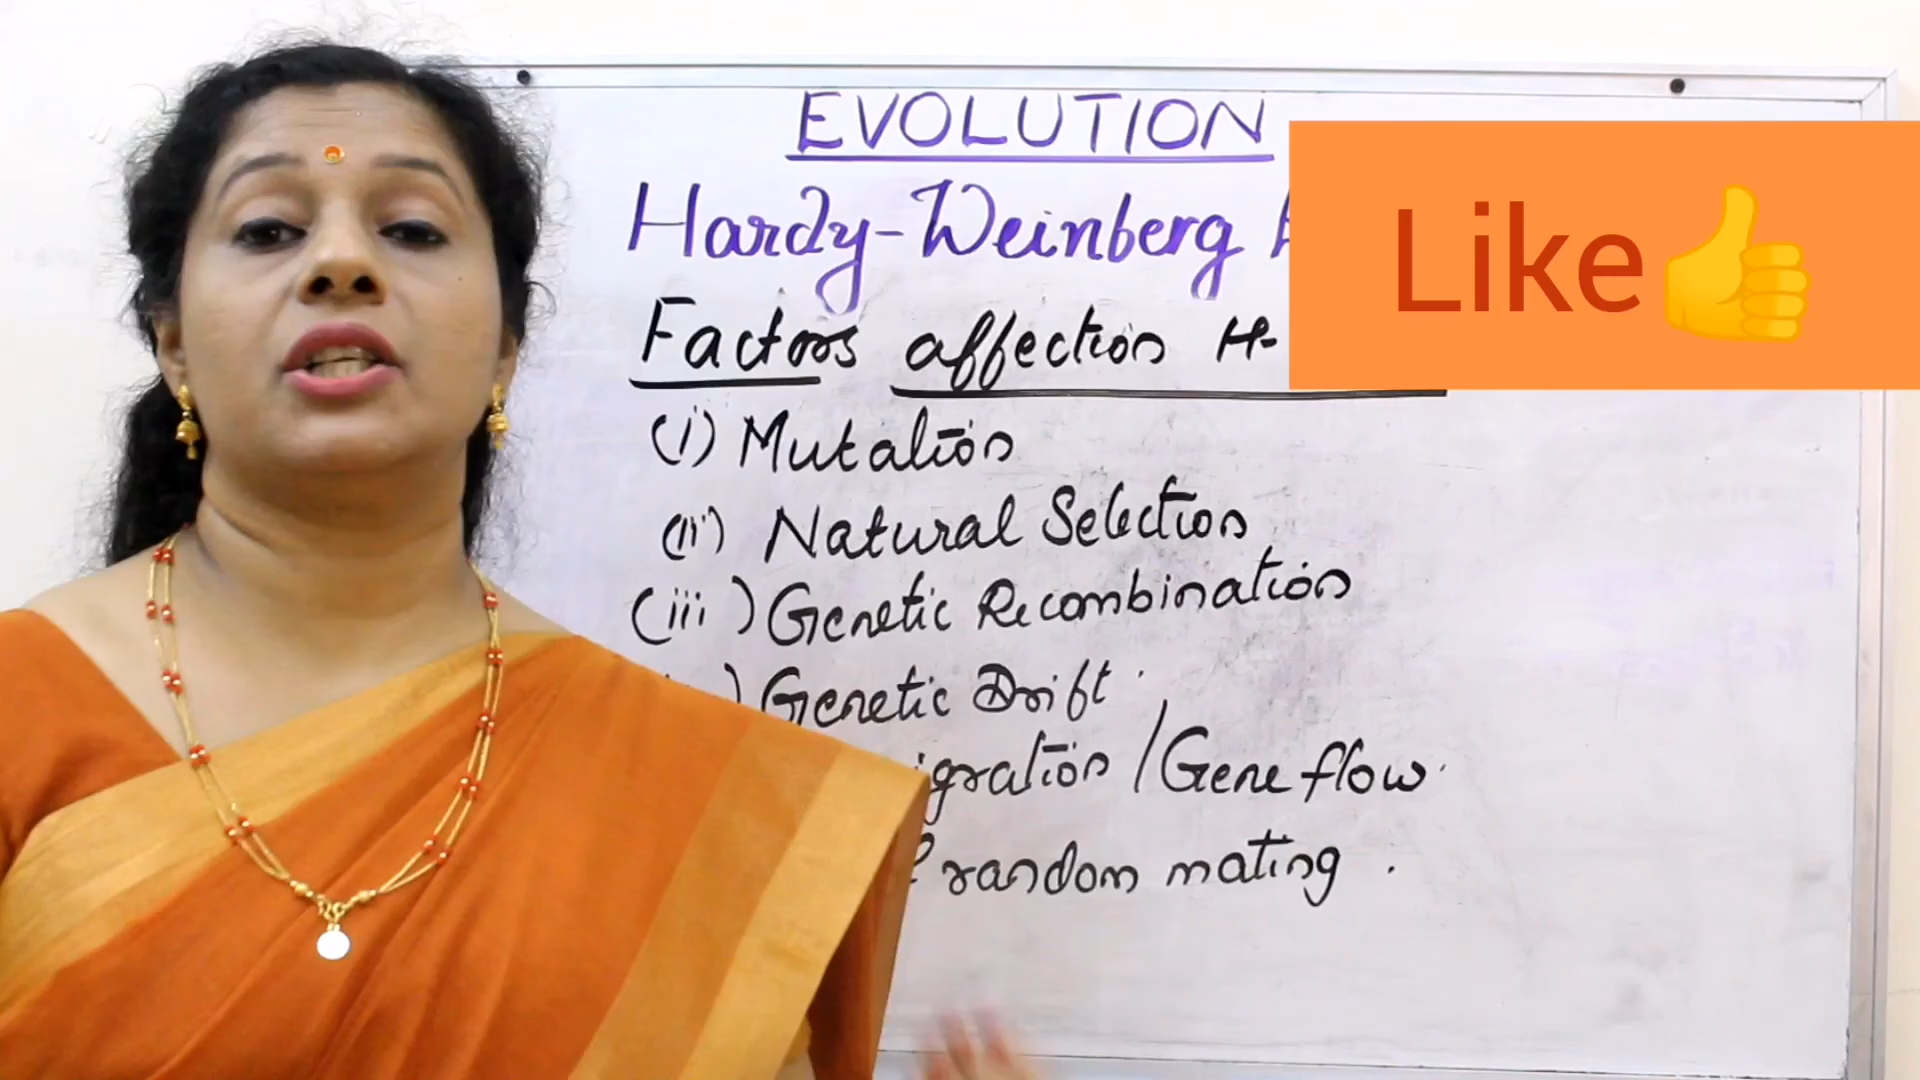 EVOLUTION
Hardy-Weinberg
Like👍
Factors affection H-
(i) Mutation
(ii) Natural Selection
(iii) Genetic Recombination
) Genetic Drift
igration / Gene flow
random mating.